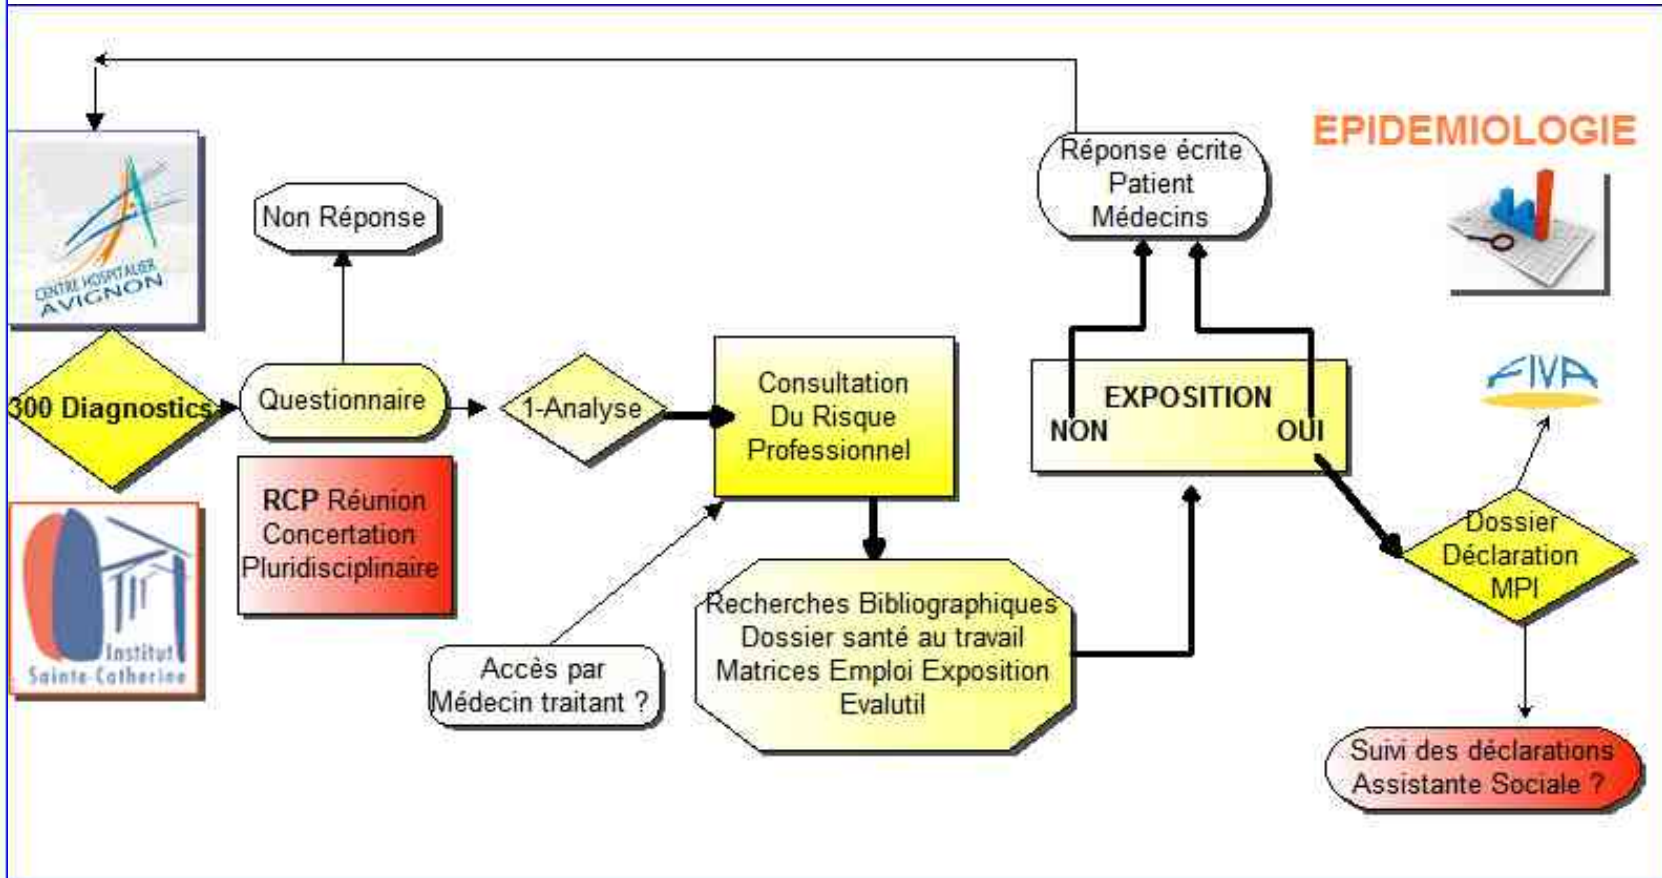 CENTRE HOSPITALIER
AVIGNON
300 Diagnostics
Institut
Sainte-Catherine
Non Réponse
Questionnaire
RCP Réunion
Concertation
Pluridisciplinaire
1-Analyse
Accès par
Médecin traitant ?
Consultation
Du Risque
Professionnel
Recherches Bibliographiques
Dossier santé au travail
Matrices Emploi Exposition
Evalutil
Réponse écrite
Patient
Médecins
EXPOSITION
NON OUI
EPIDEMIOLOGIE
FIVA
Dossier
Déclaration
MPI
Suivi des déclarations
Assistante Sociale ?